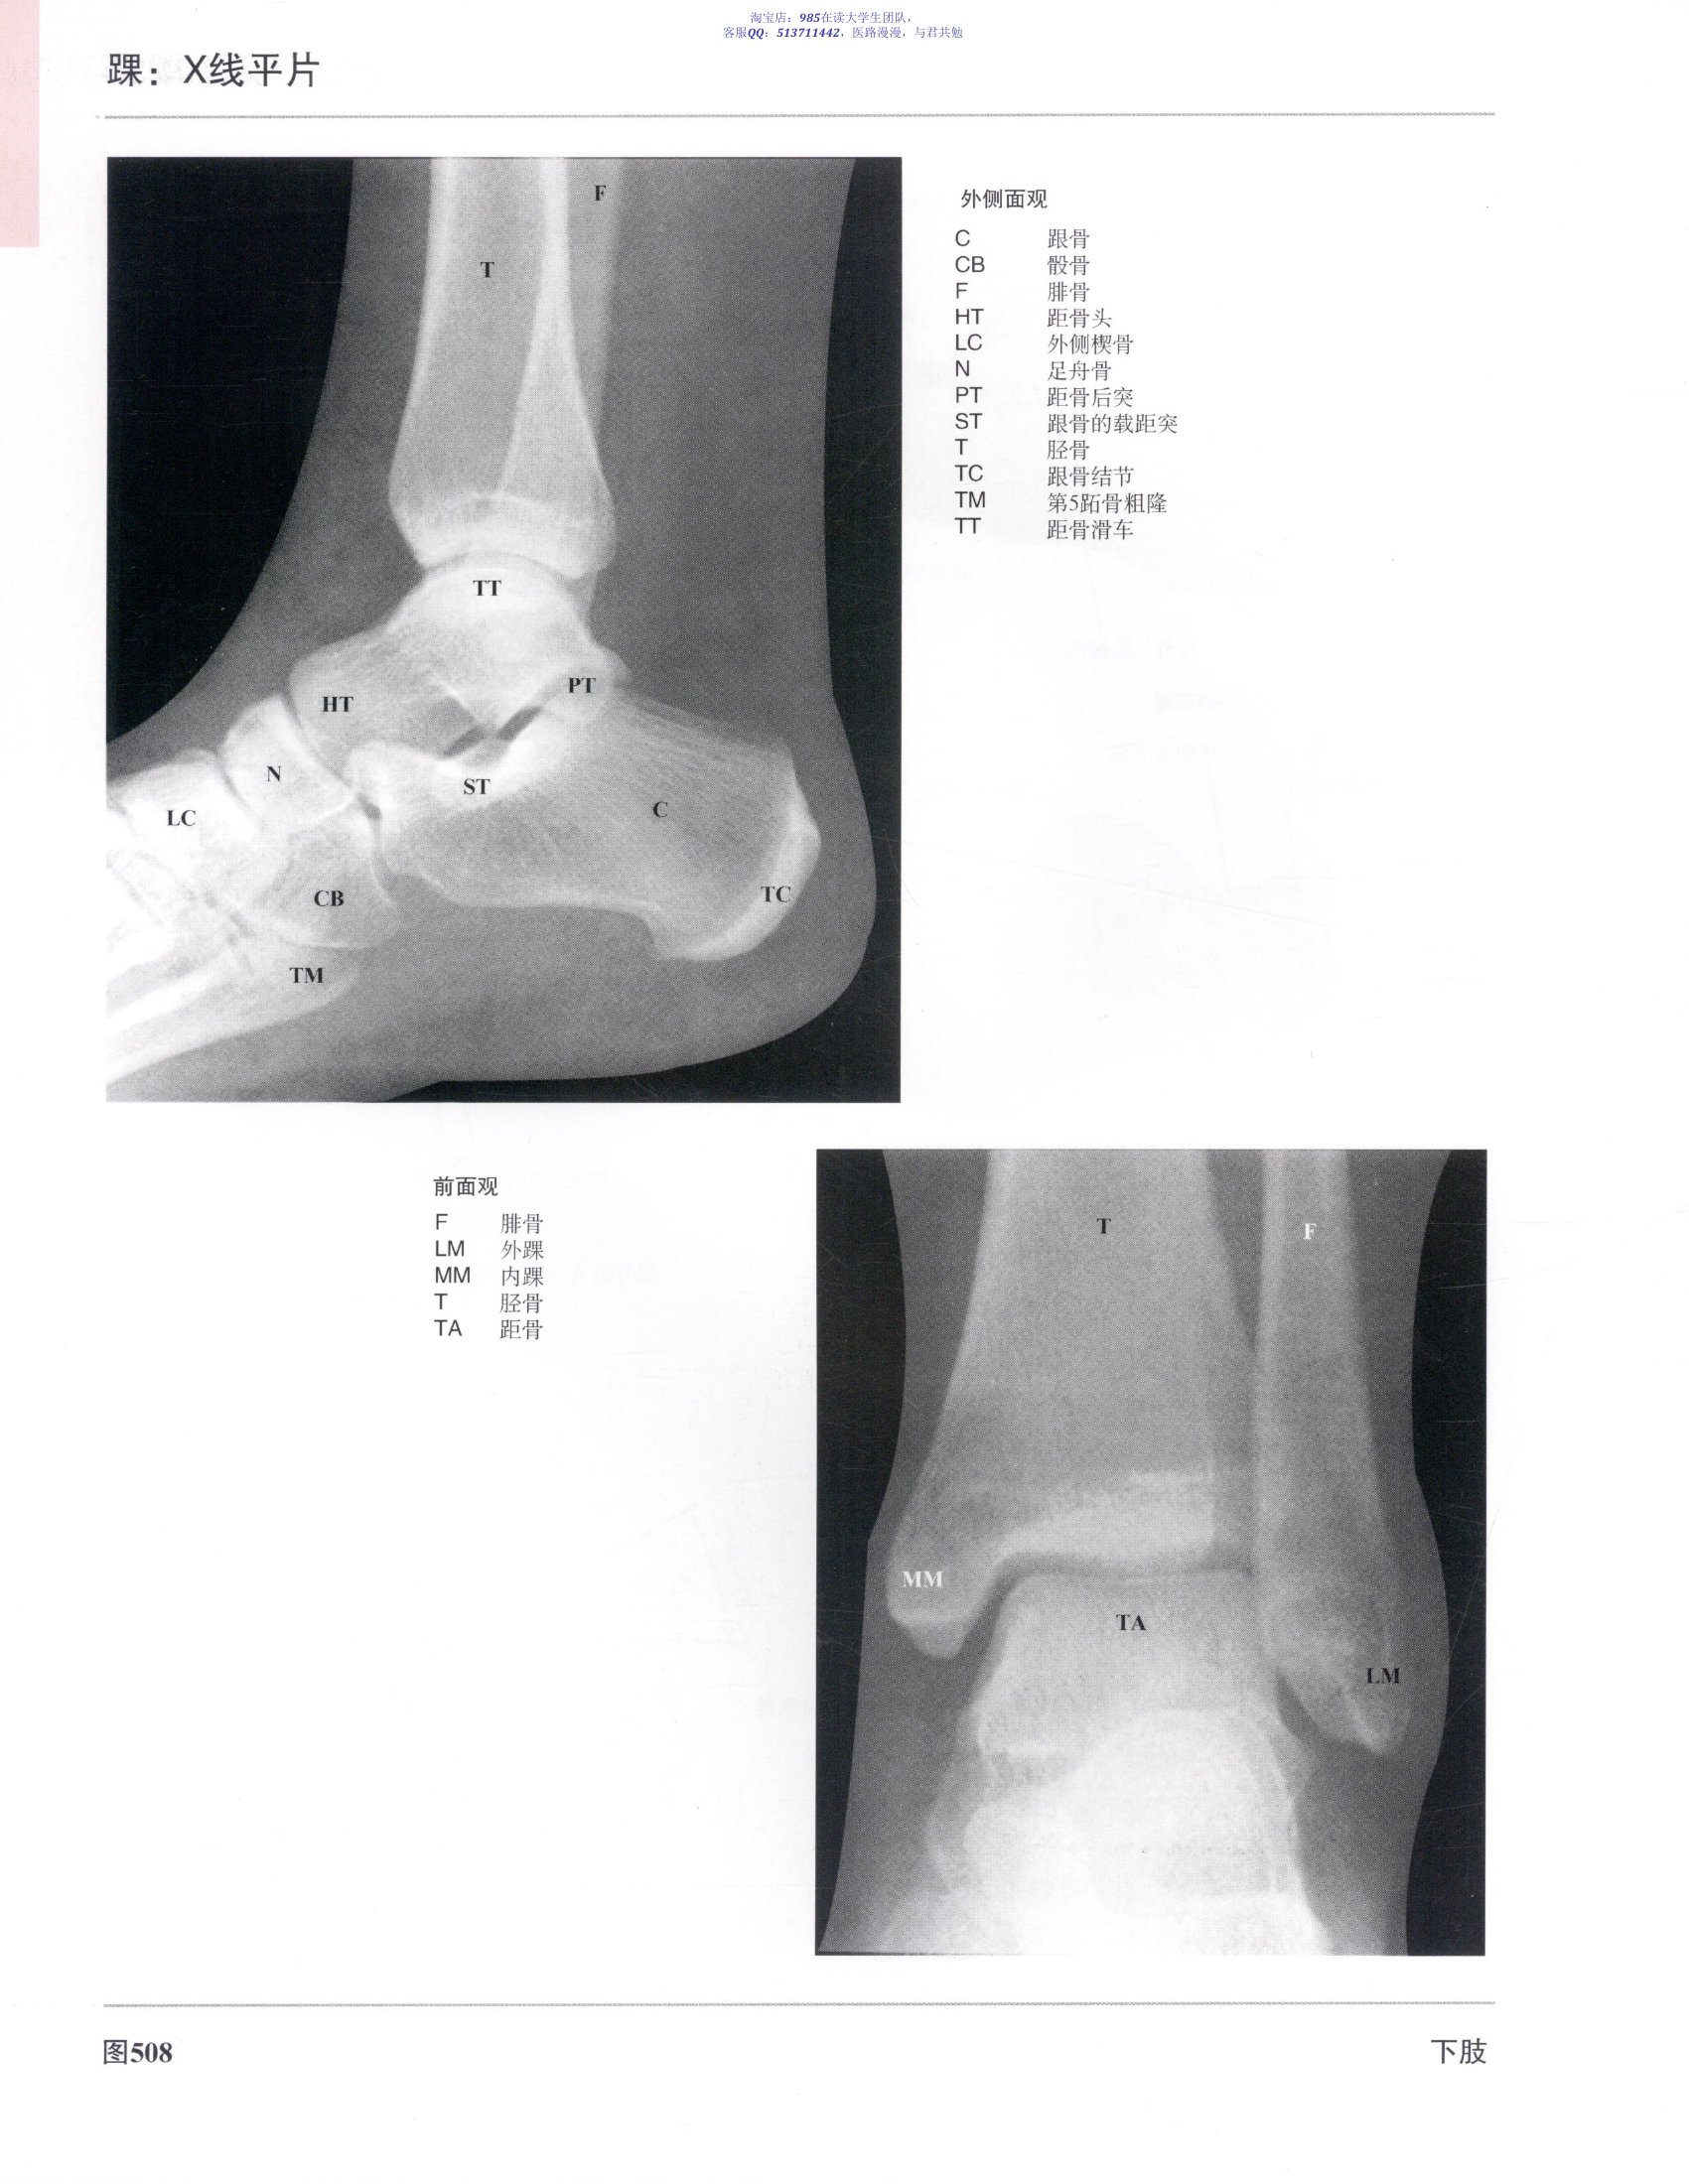 淘宝店：985在读大学生团队，
客服QQ：513711442，医路漫漫，与君共勉
踝：X线平片
F
T
TT
PT
HT
N
ST
LC
C
CB
TC
TM
外侧面观
C 跟骨
CB 骰骨
F 腓骨
HT 距骨头
LC 外侧楔骨
N 足舟骨
PT 距骨后突
ST 跟骨的载距突
T 胫骨
TC 跟骨结节
TM 第5跖骨粗隆
TT 距骨滑车
前面观
F 腓骨
LM 外踝
MM 内踝
T 胫骨
TA 距骨
T
F
MM
TA
LM
图508
下肢